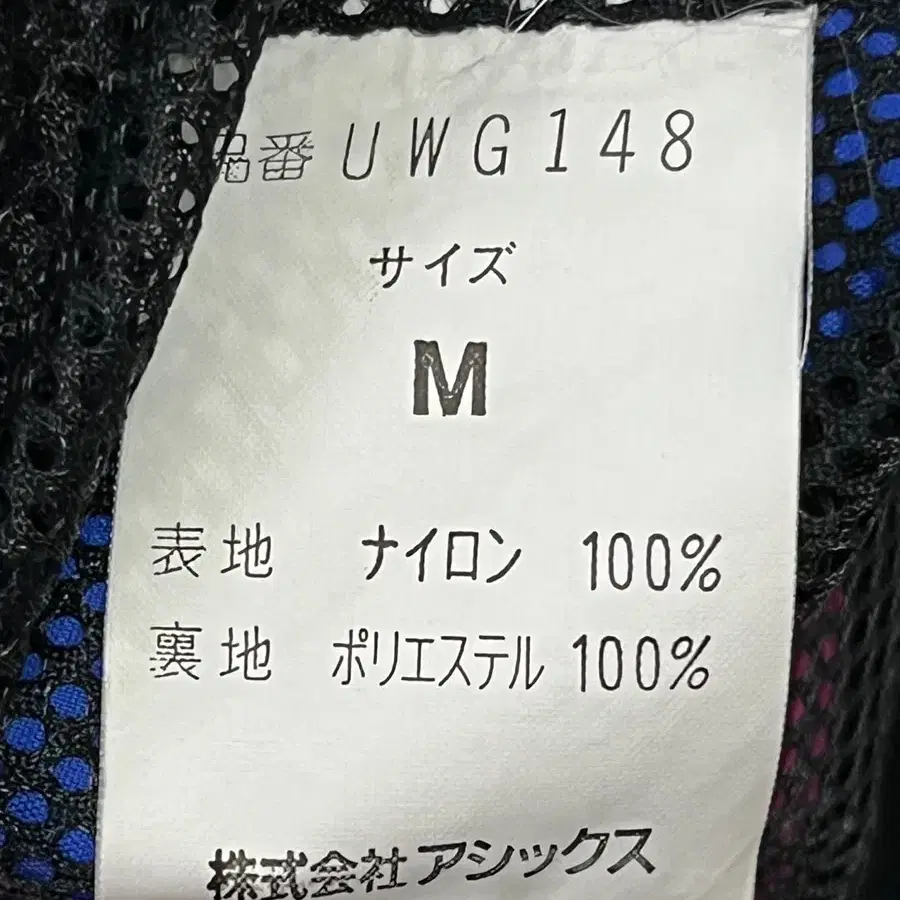 品番 UWG148
サイズ
M
表地 ナイロン 100%
裏地 ポリエステル 100%
株式会社アシックス